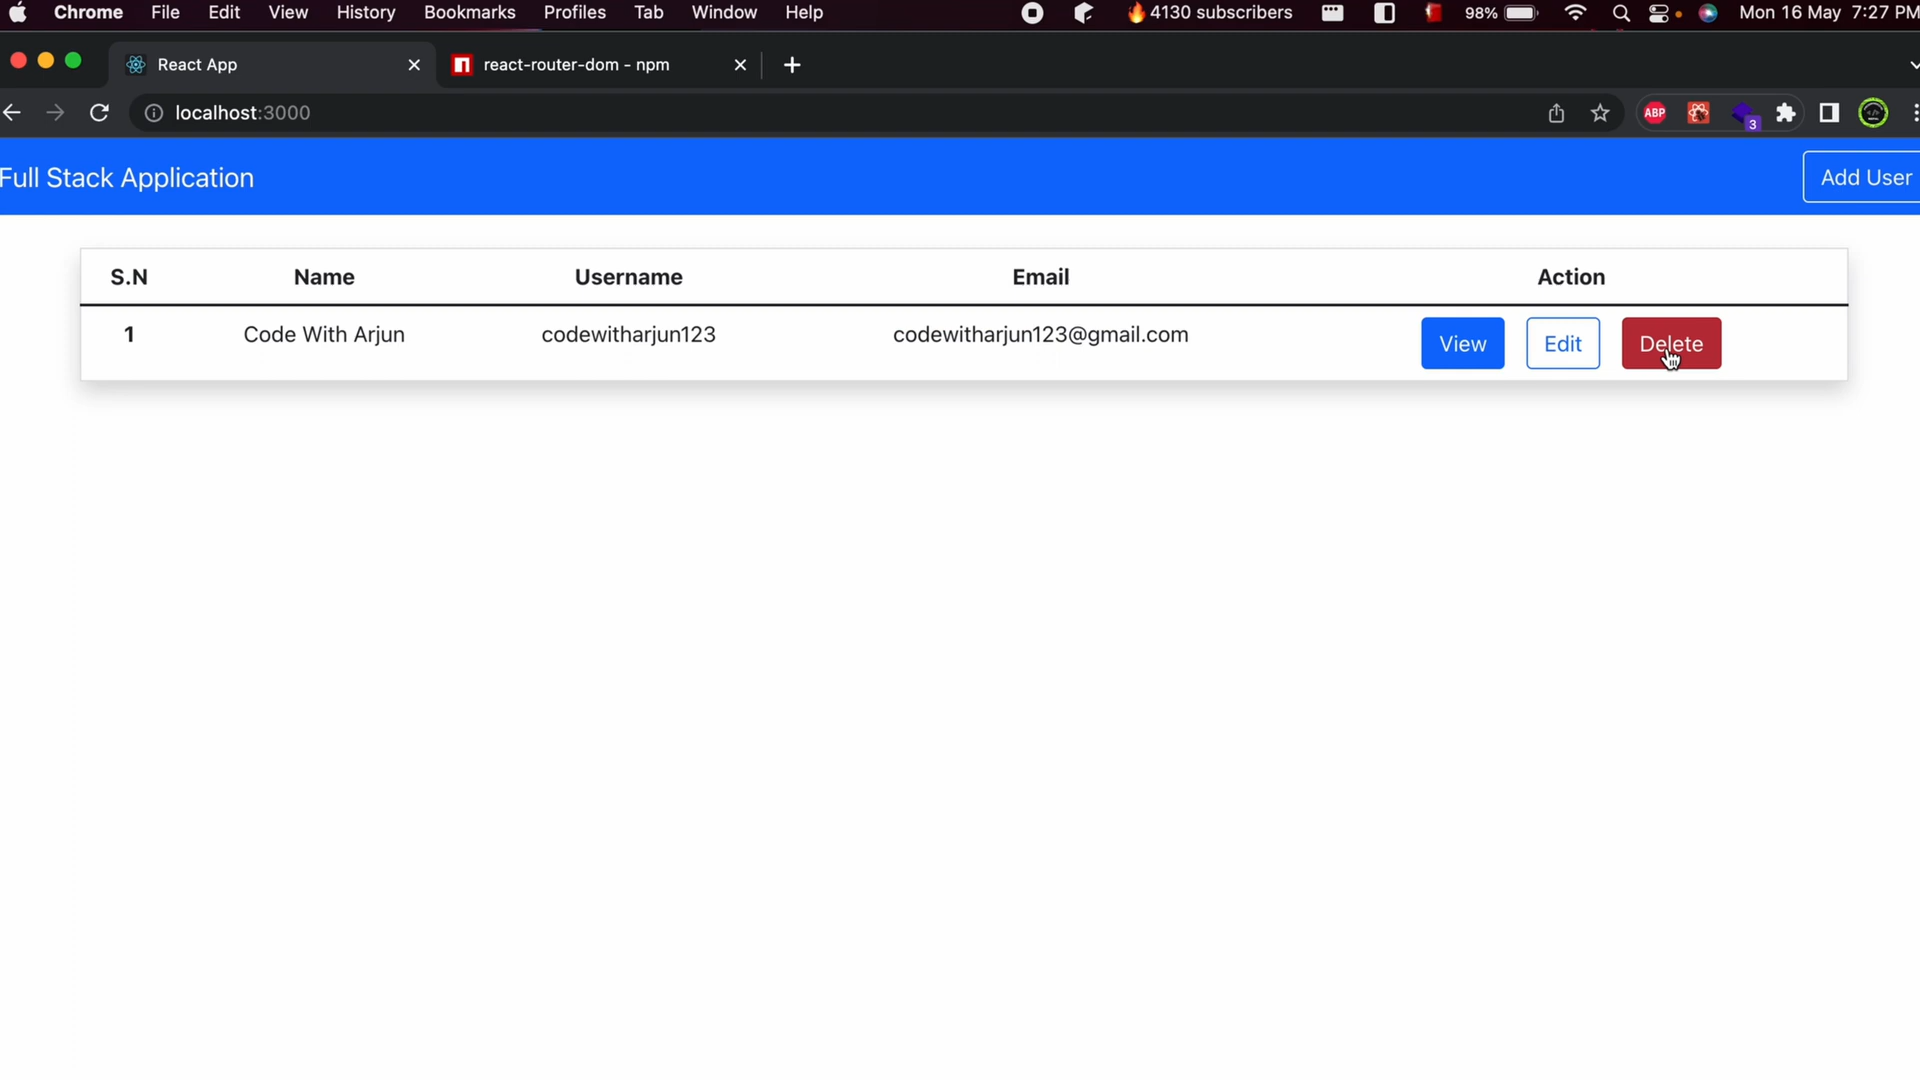 Chrome File Edit View History Bookmarks Profiles Tab Window Help 🔥4130 subscribers 98% Mon 16 May 7:27 PM
React App react-router-dom - npm
localhost:3000 ABP 3
Full Stack Application Add User
S.N Name Username Email Action
1 Code With Arjun codewitharjun123 codewitharjun123@gmail.com View Edit Delete